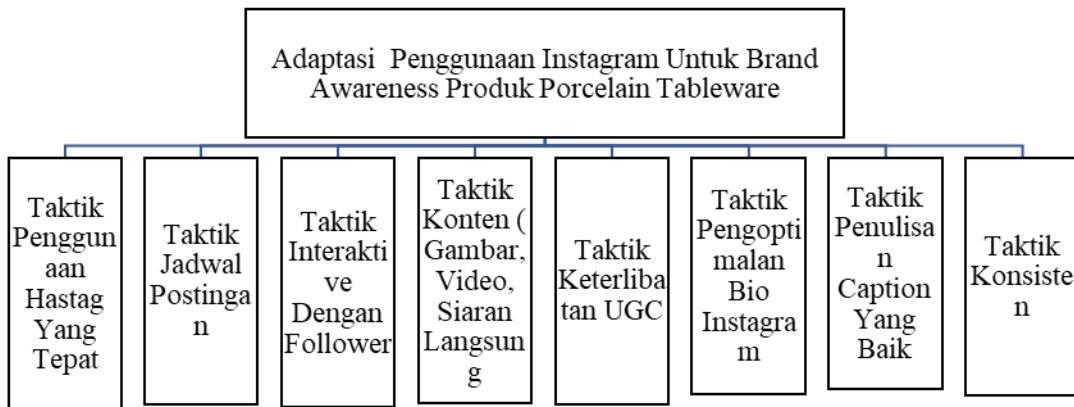 Adaptasi Penggunaan Instagram Untuk Brand
Awareness Produk Porcelain Tableware
Taktik
Penggun
aan
Hastag
Yang
Tepat
Taktik
Jadwal
Postinga
n
Taktik
Interakti
ve
Dengan
Follower
Taktik
Konten (
Gambar,
Video,
Siaran
Langsun
g
Taktik
Keterliba
tan UGC
Taktik
Pengopti
malan
Bio
Instagra
m
Taktik
Penulisa
n
Caption
Yang
Baik
Taktik
Konsiste
n